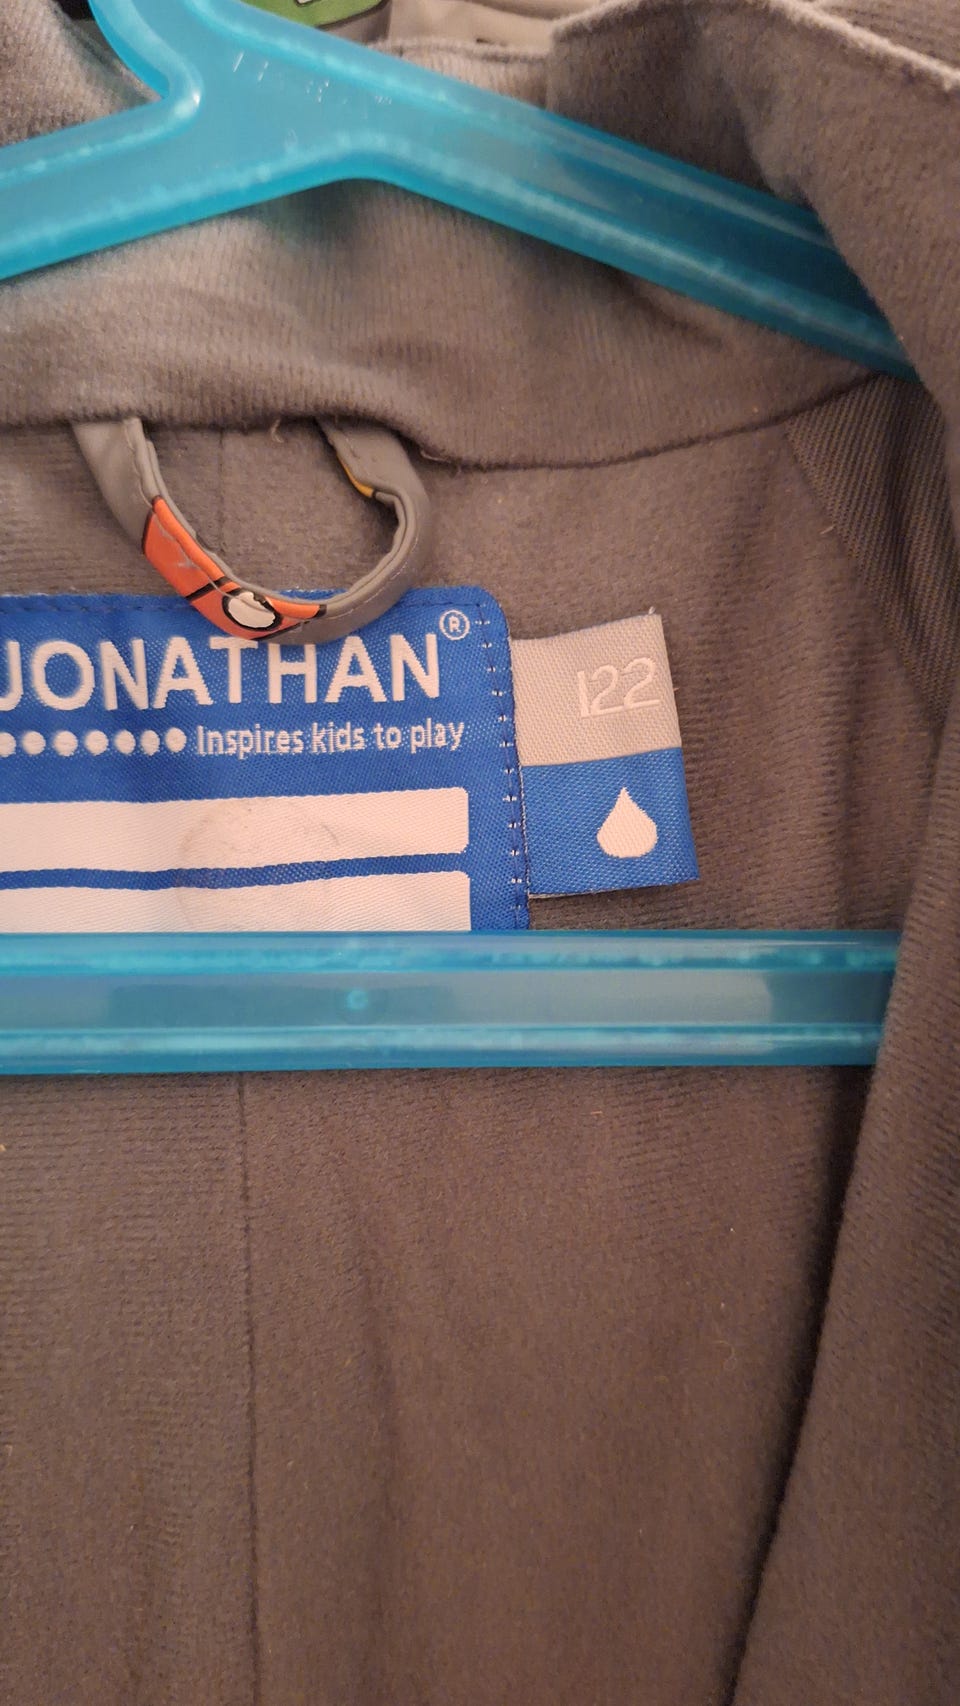 JONATHAN®
Inspires kids to play
122